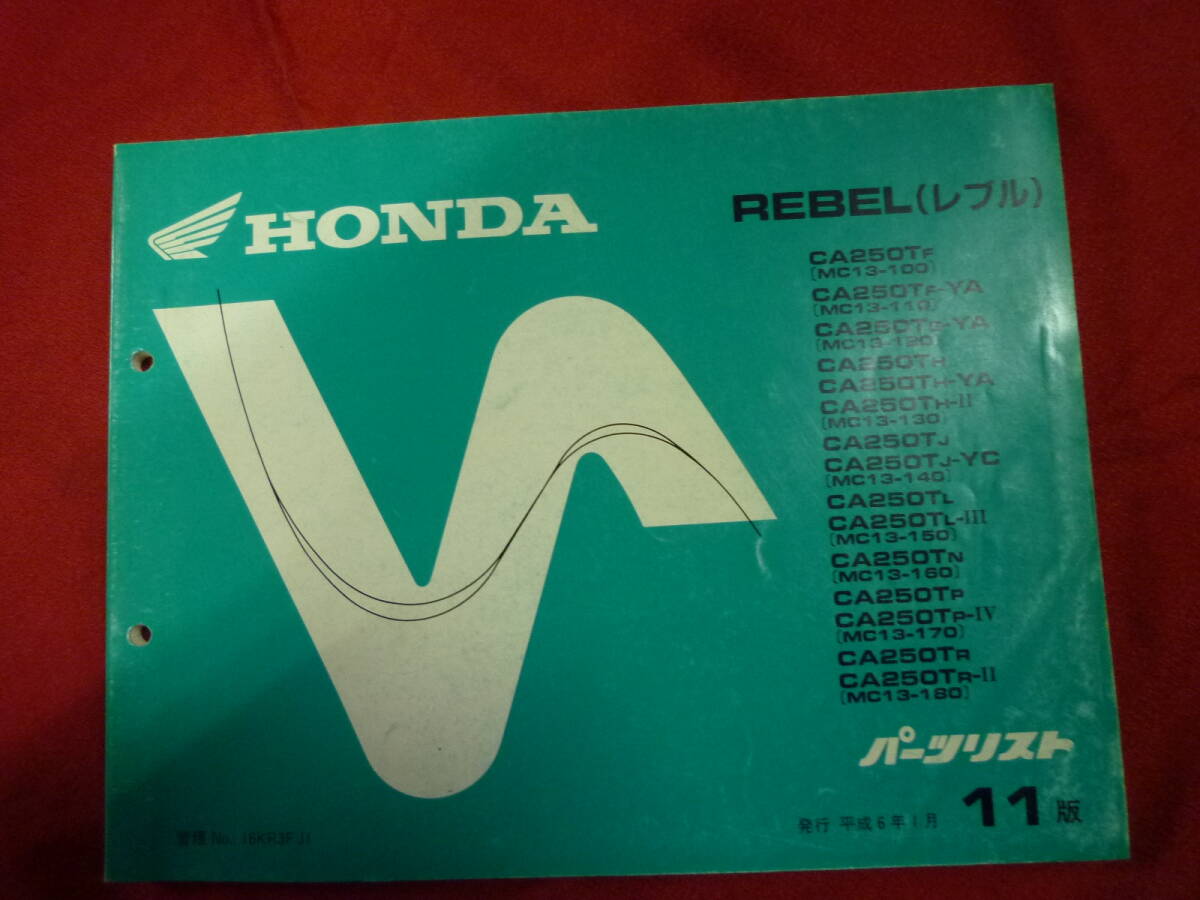 HONDA
REBEL(レブル)
CA250TF
[MC13-100]
CA250TF-YA
[MC13-110]
CA250TG-YA
[MC13-120]
CA250TH
CA250TH-YA
CA250TH-II
[MC13-130]
CA250TJ
CA250TJ-YC
[MC13-140]
CA250TL
CA250TL-III
[MC13-150]
CA250TN
[MC13-160]
CA250TP
CA250TP-IV
[MC13-170]
CA250TR
CA250TR-II
[MC13-180]
パーツリスト
発行 平成6年1月 11版
No.